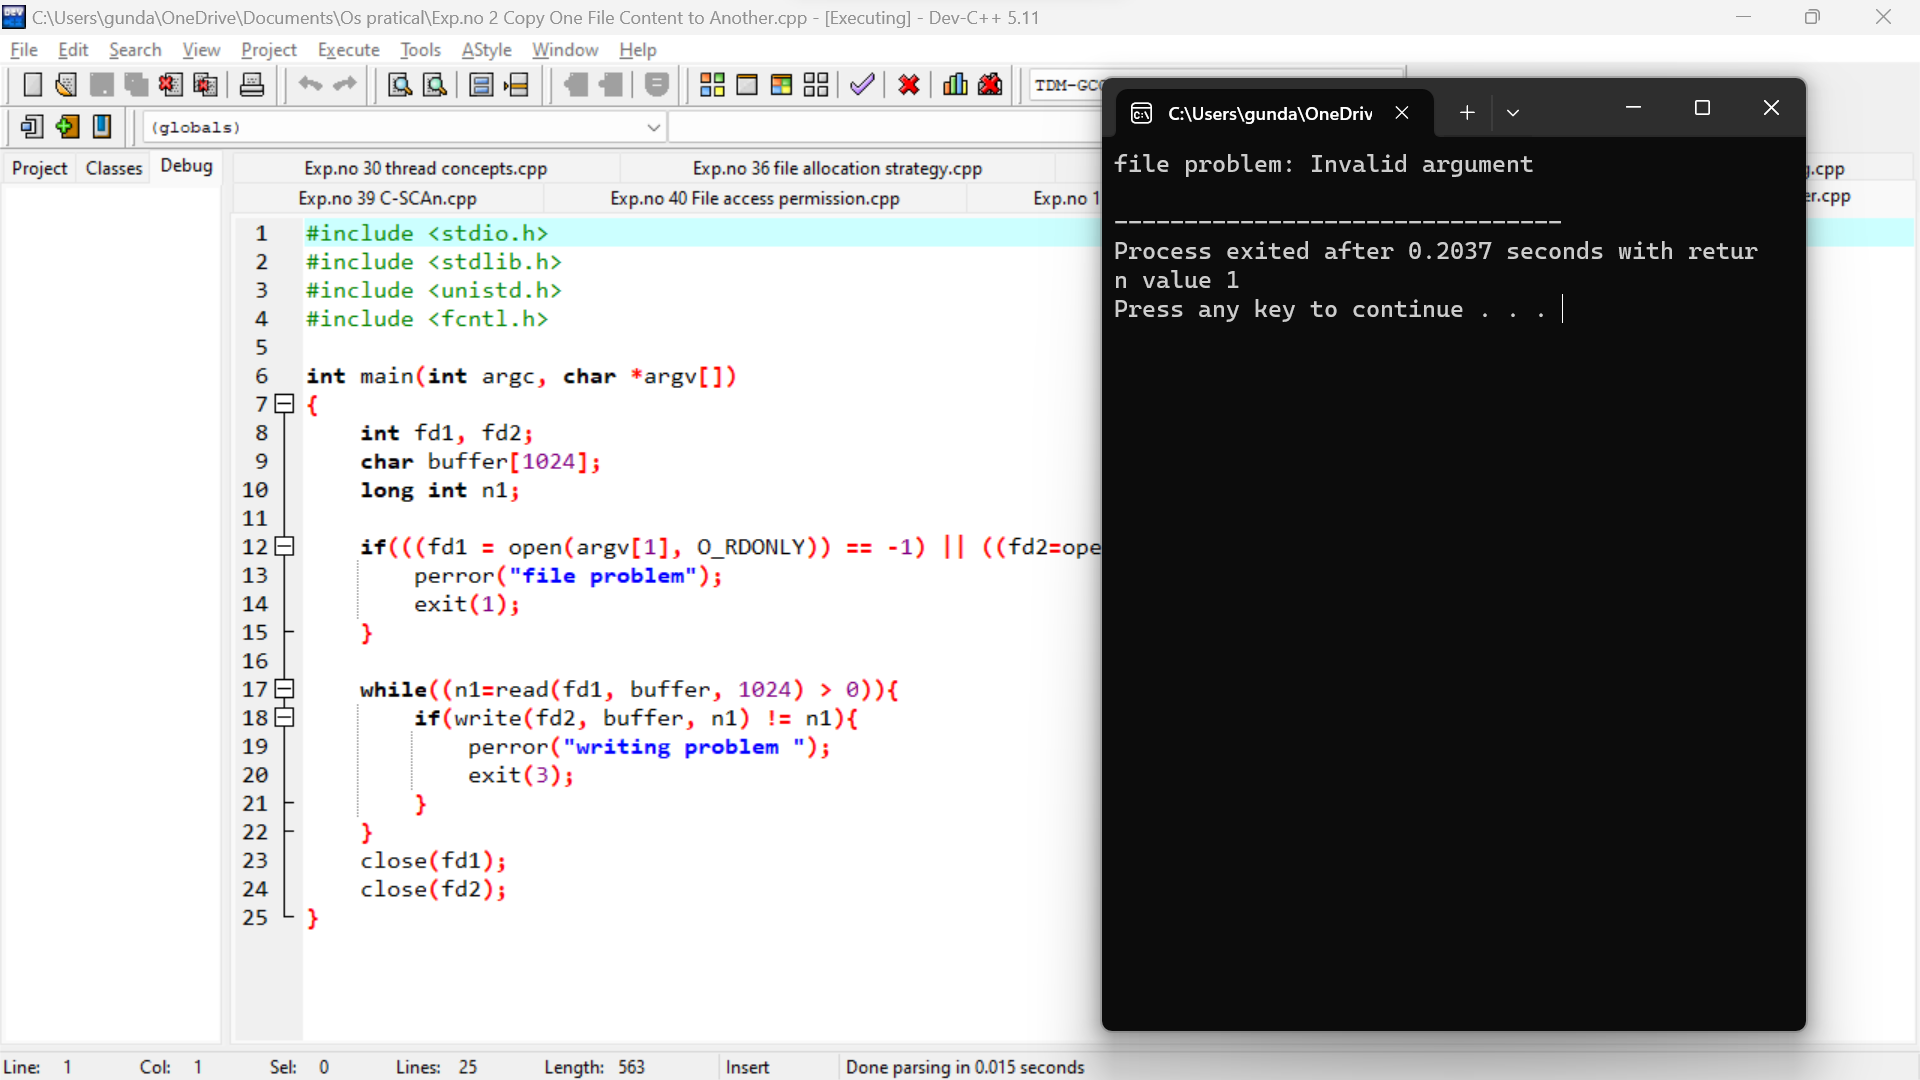 C:\Users\gunda\OneDrive\Documents\Os pratical\Exp.no 2 Copy One File Content to Another.cpp - [Executing] - Dev-C++ 5.11
File Edit Search View Project Execute Tools AStyle Window Help
TDM-GCC
(globals)
Project Classes Debug
Exp.no 30 thread concepts.cpp Exp.no 36 file allocation strategy.cpp .cpp
Exp.no 39 C-SCAn.cpp Exp.no 40 File access permission.cpp Exp.no 1 er.cpp
1 #include <stdio.h>
2 #include <stdlib.h>
3 #include <unistd.h>
4 #include <fcntl.h>
5
6 int main(int argc, char *argv[])
7 {
8 int fd1, fd2;
9 char buffer[1024];
10 long int n1;
11
12 if(((fd1 = open(argv[1], O_RDONLY)) == -1) || ((fd2=ope
13 perror("file problem");
14 exit(1);
15 }
16
17 while((n1=read(fd1, buffer, 1024) > 0)){
18 if(write(fd2, buffer, n1) != n1){
19 perror("writing problem ");
20 exit(3);
21 }
22 }
23 close(fd1);
24 close(fd2);
25 }
C:\Users\gunda\OneDriv
file problem: Invalid argument
--------------------------------
Process exited after 0.2037 seconds with retur
n value 1
Press any key to continue . . .
Line: 1 Col: 1 Sel: 0 Lines: 25 Length: 563 Insert Done parsing in 0.015 seconds